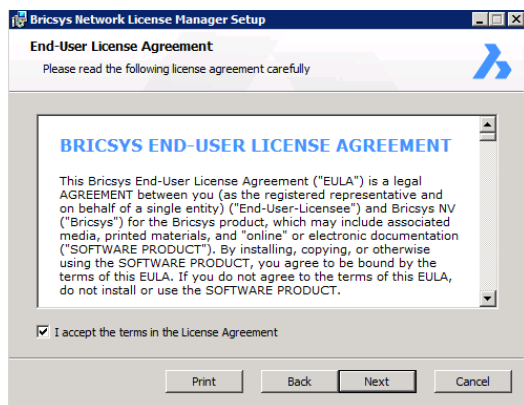 Bricsys Network License Manager Setup
End-User License Agreement
Please read the following license agreement carefully
BRICSYS END-USER LICENSE AGREEMENT
This Bricsys End-User License Agreement ("EULA") is a legal
AGREEMENT between you (as the registered representative and
on behalf of a single entity) ("End-User-Licensee") and Bricsys NV
("Bricsys") for the Bricsys product, which may include associated
media, printed materials, and "online" or electronic documentation
("SOFTWARE PRODUCT"). By installing, copying, or otherwise
using the SOFTWARE PRODUCT, you agree to be bound by the
terms of this EULA. If you do not agree to the terms of this EULA,
do not install or use the SOFTWARE PRODUCT.
I accept the terms in the License Agreement
Print Back Next Cancel